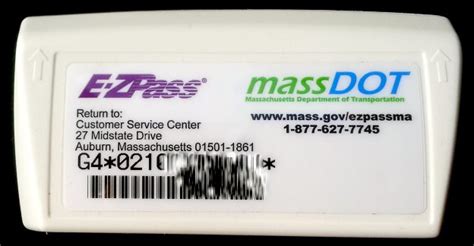 E-ZPass®
massDOT
Massachusetts Department of Transportation
Return to:
Customer Service Center
27 Midstate Drive
Auburn, Massachusetts 01501-1861
www.mass.gov/ezpassma
1-877-627-7745